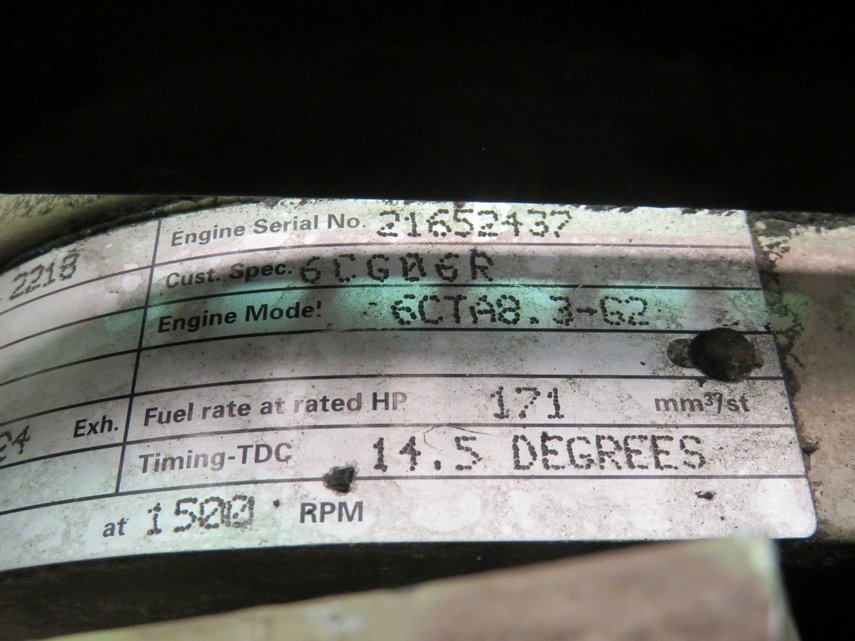 Engine Serial No. 21652437
2218 Cust. Spec. 6CG06R
Engine Model 6CTA8.3-G2
24 Exh. Fuel rate at rated HP 171 mm³/st
Timing-TDC 14.5 DEGREES
at 1500 RPM